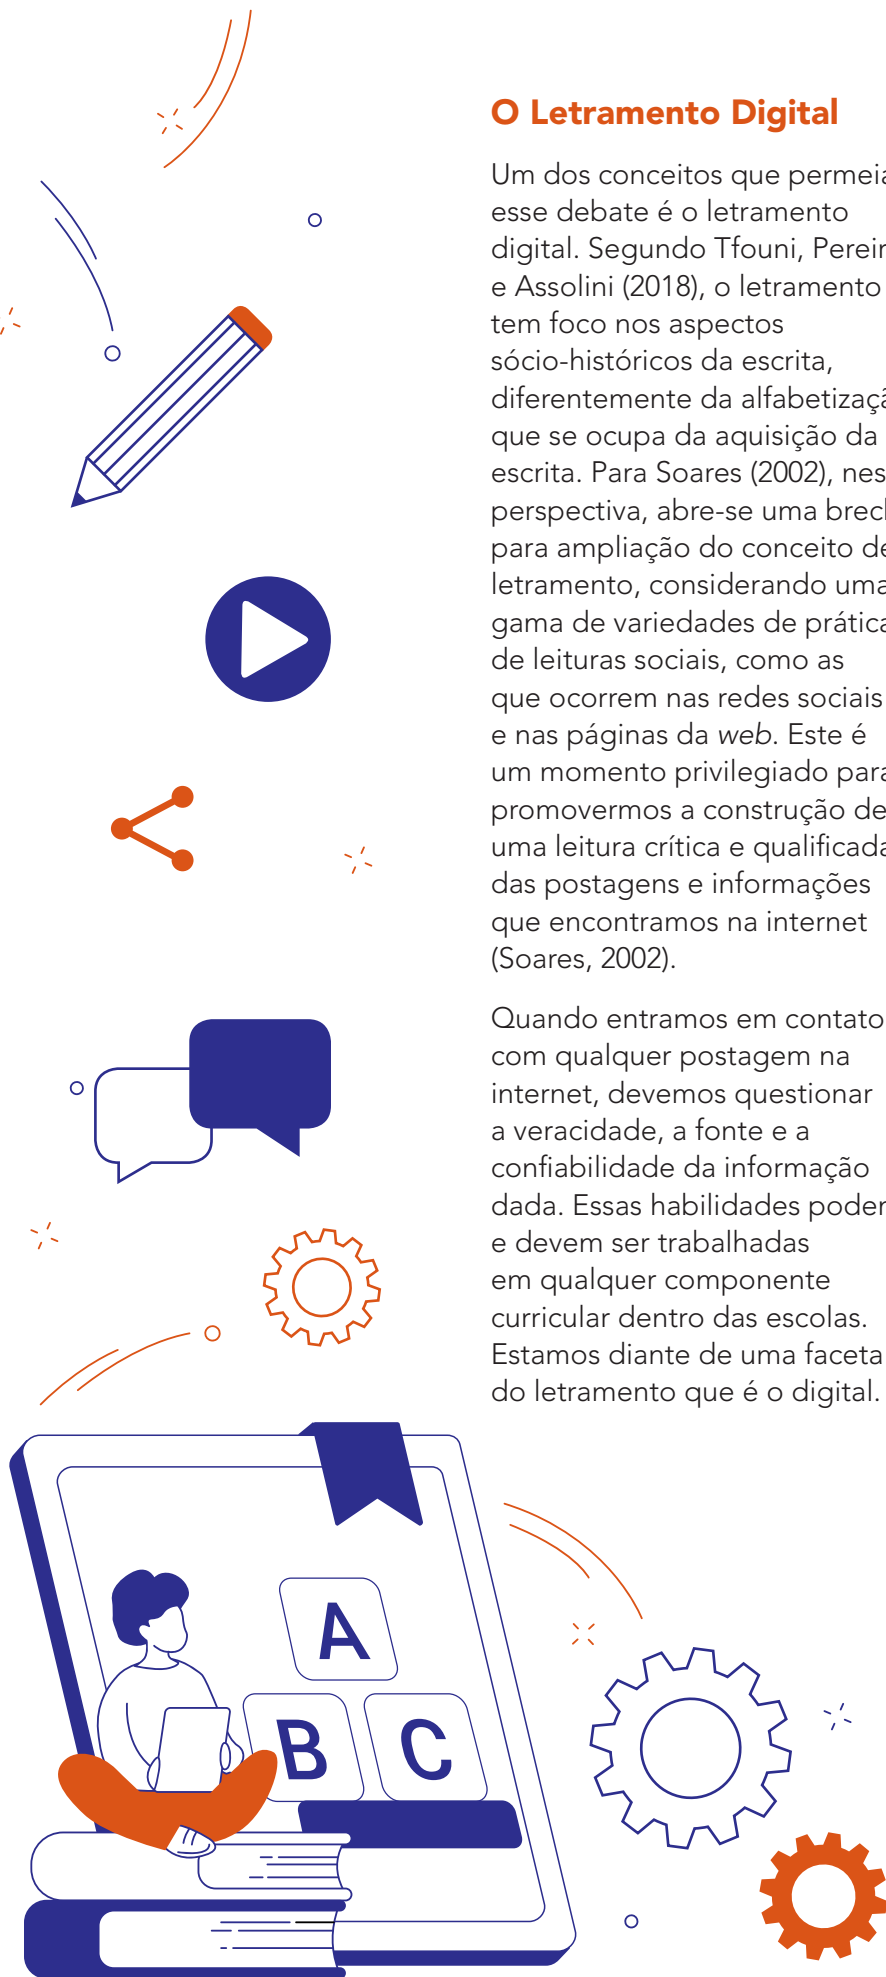 O Letramento Digital
Um dos conceitos que permeia
esse debate é o letramento
digital. Segundo Tfouni, Pereir
e Assolini (2018), o letramento
tem foco nos aspectos
sócio-históricos da escrita,
diferentemente da alfabetizaçã
que se ocupa da aquisição da
escrita. Para Soares (2002), nes
perspectiva, abre-se uma brec
para ampliação do conceito de
letramento, considerando uma
gama de variedades de prática
de leituras sociais, como as
que ocorrem nas redes sociais
e nas páginas da web. Este é
um momento privilegiado para
promovermos a construção de
uma leitura crítica e qualificada
das postagens e informações
que encontramos na internet
(Soares, 2002).
Quando entramos em contato
com qualquer postagem na
internet, devemos questionar
a veracidade, a fonte e a
confiabilidade da informação
dada. Essas habilidades poder
e devem ser trabalhadas
em qualquer componente
curricular dentro das escolas.
Estamos diante de uma faceta
do letramento que é o digital.
A
B C